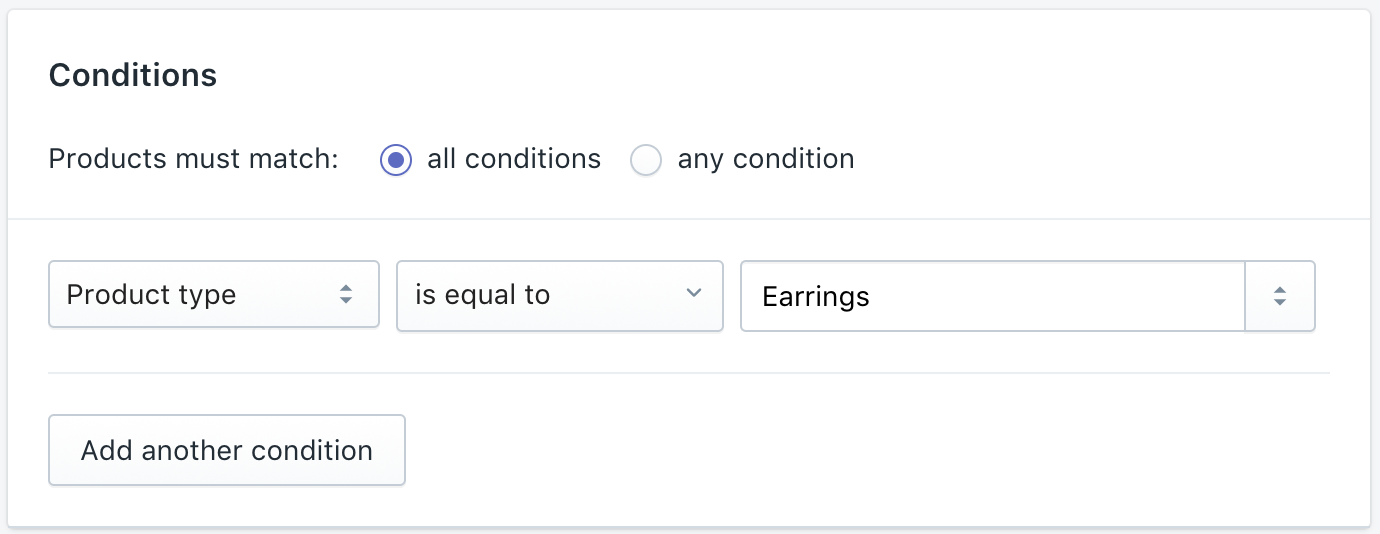 Conditions
Products must match: all conditions any condition
Product type is equal to Earrings
Add another condition